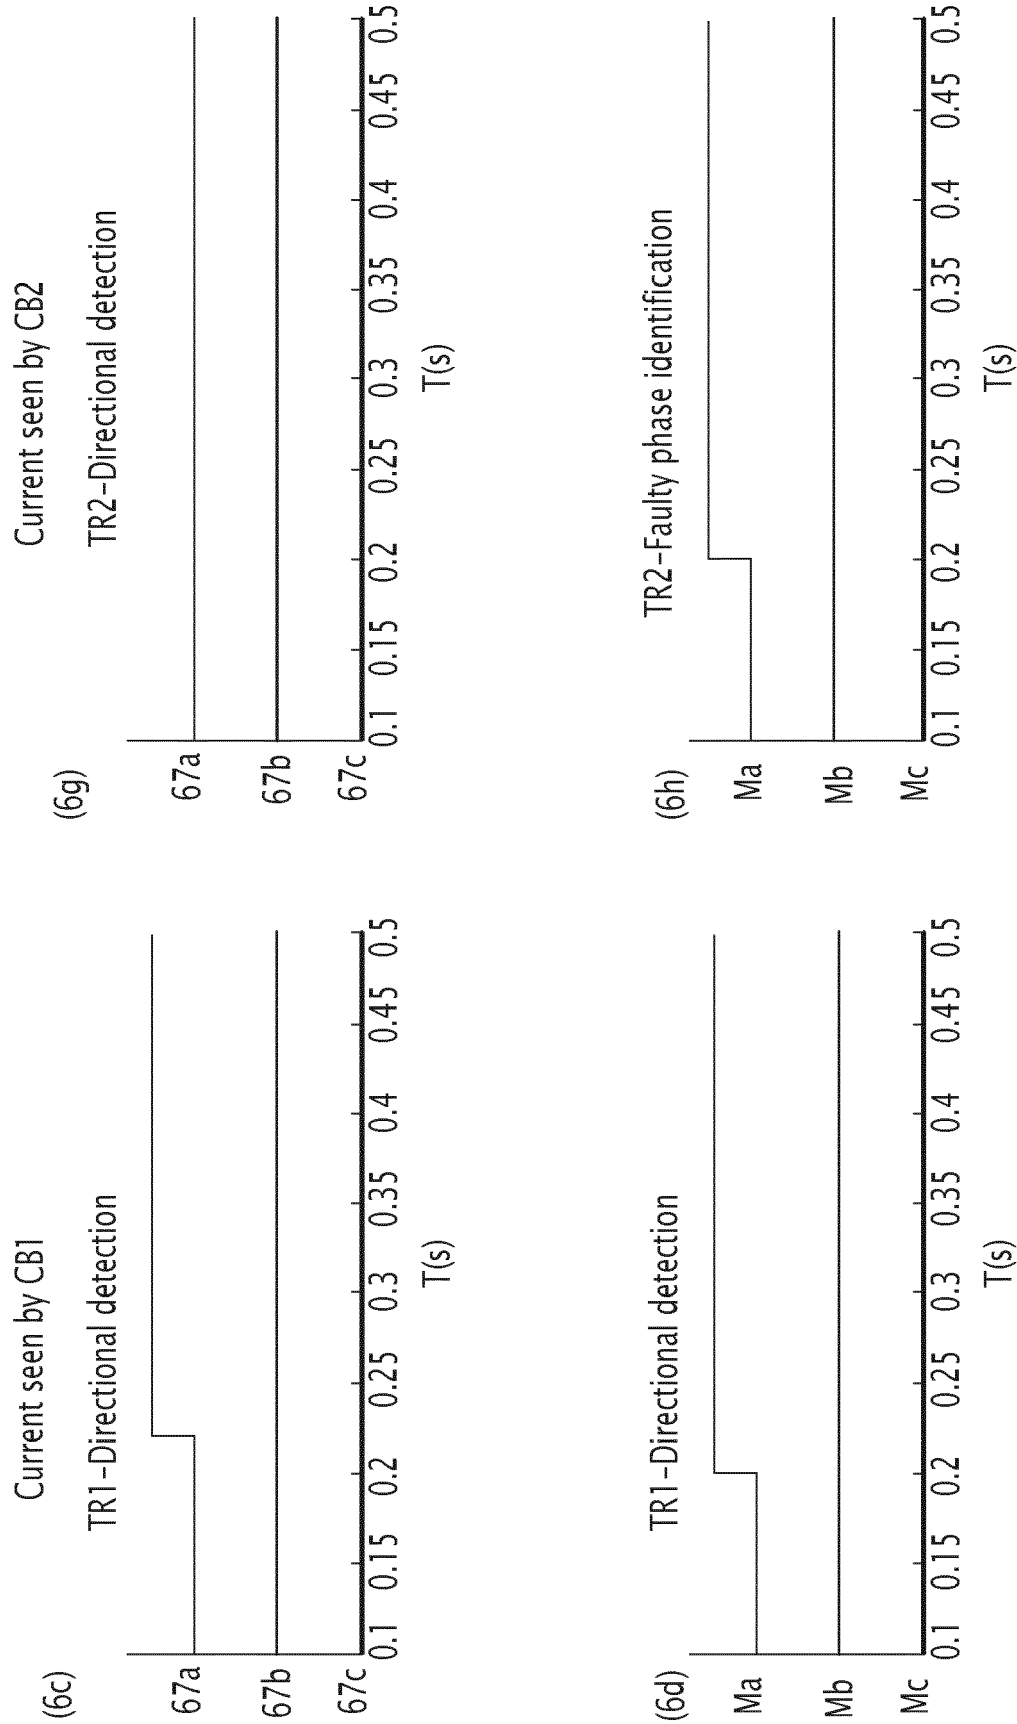 Current seen by CB1
(6c)
TR1-Directional detection
67a
67b
67c
0.1 0.15 0.2 0.25 0.3 0.35 0.4 0.45 0.5
T(s)
(6d)
TR1-Directional detection
Ma
Mb
Mc
0.1 0.15 0.2 0.25 0.3 0.35 0.4 0.45 0.5
T(s)
Current seen by CB2
(6g)
TR2-Directional detection
67a
67b
67c
0.1 0.15 0.2 0.25 0.3 0.35 0.4 0.45 0.5
T(s)
(6h)
TR2-Faulty phase identification
Ma
Mb
Mc
0.1 0.15 0.2 0.25 0.3 0.35 0.4 0.45 0.5
T(s)